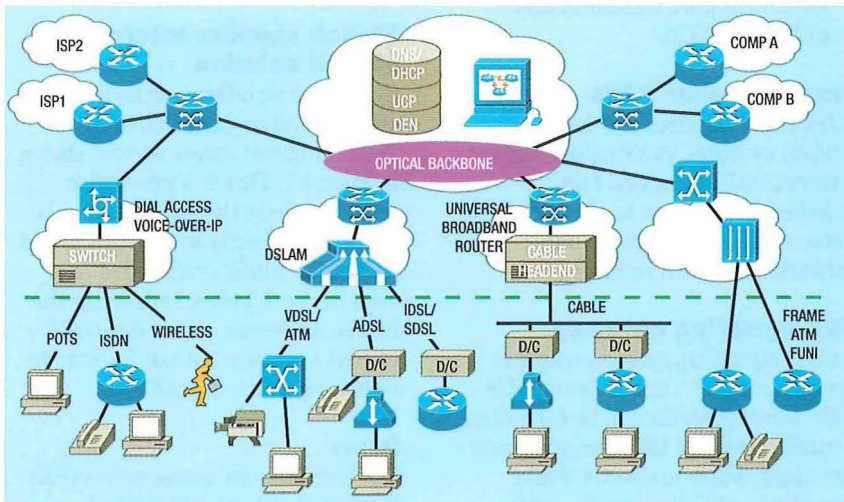 ISP2
ISP1
DNS/
DHCP
UCP
DEN
COMP A
COMP B
OPTICAL BACKBONE
DIAL ACCESS
VOICE-OVER-IP
SWITCH
DSLAM
UNIVERSAL
BROADBAND
ROUTER
CABLE
HEADEND
POTS
ISDN
WIRELESS
VDSL/
ATM
ADSL
IDSL/
SDSL
CABLE
FRAME
ATM
FUNI
D/C
D/C
D/C
D/C